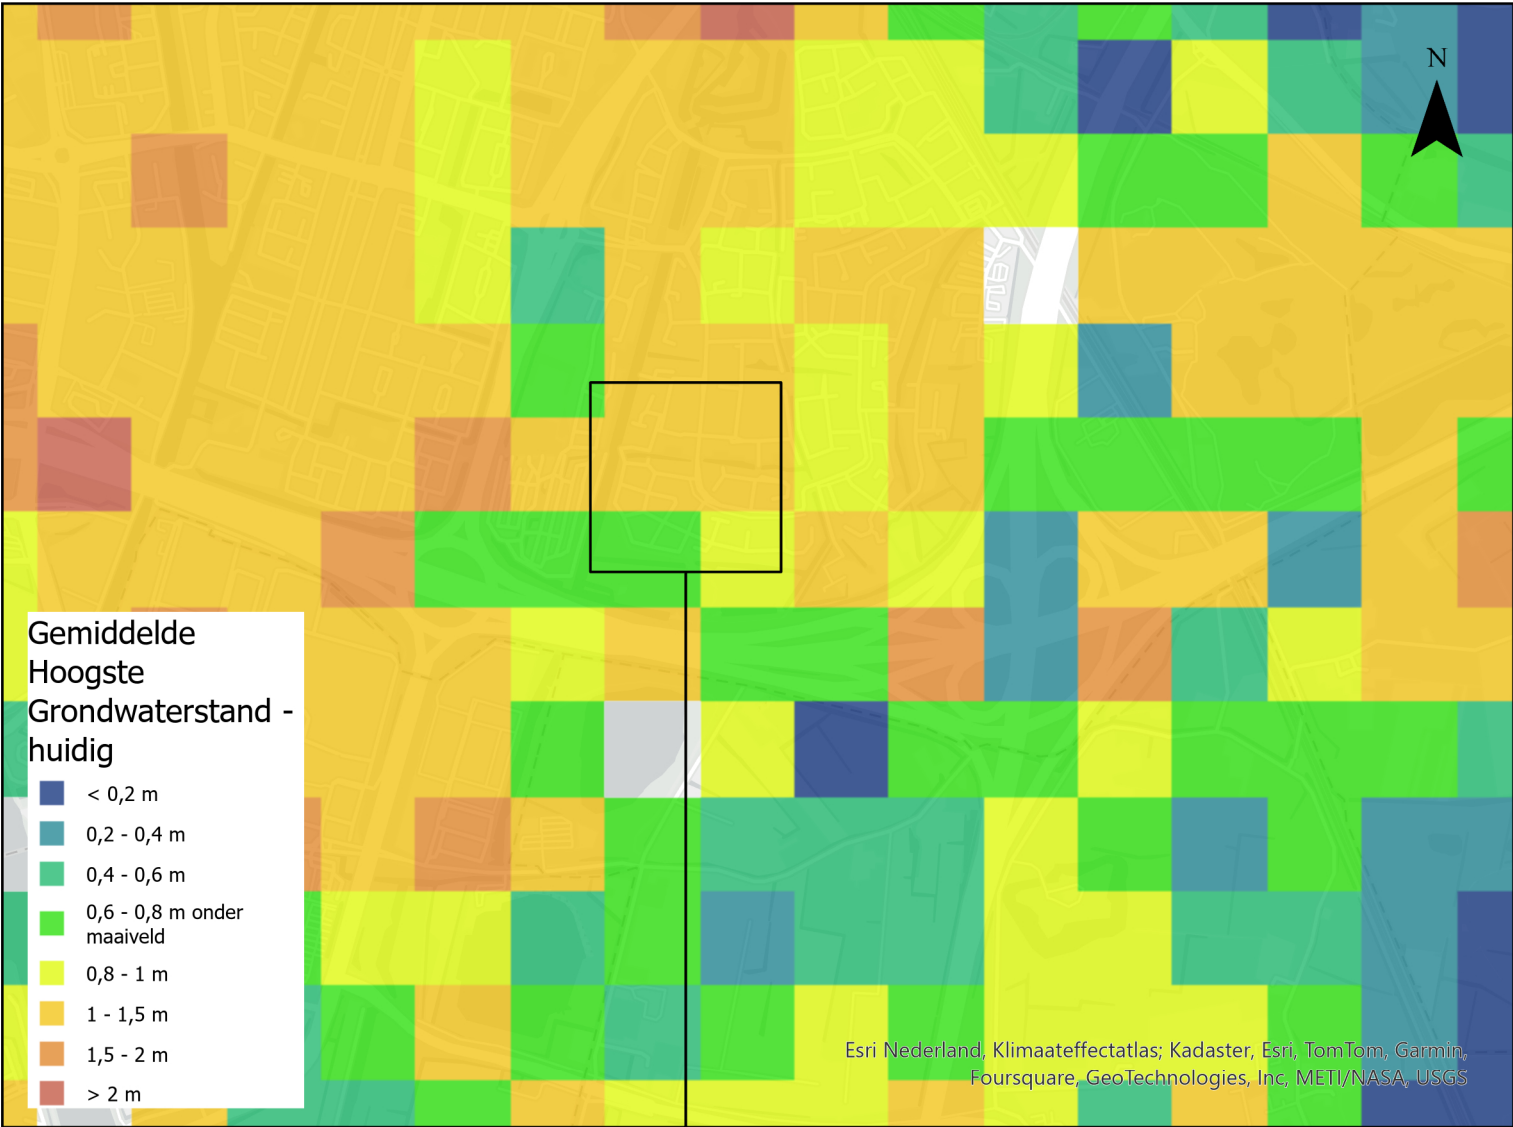 N
Gemiddelde
Hoogste
Grondwaterstand -
huidig
< 0,2 m
0,2 - 0,4 m
0,4 - 0,6 m
0,6 - 0,8 m onder
maaiveld
0,8 - 1 m
1 - 1,5 m
1,5 - 2 m
> 2 m
Esri Nederland, Klimaateffectatlas; Kadaster, Esri, TomTom, Garmin,
Foursquare, GeoTechnologies, Inc, METI/NASA, USGS